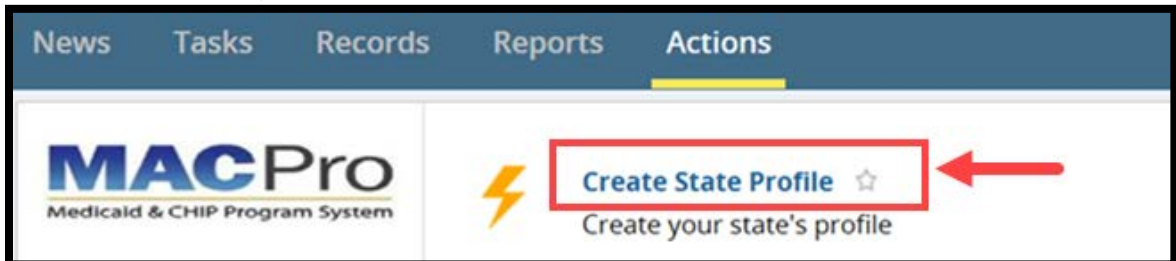 News Tasks Records Reports Actions
MACPro
Medicaid & CHIP Program System
Create State Profile
Create your state's profile